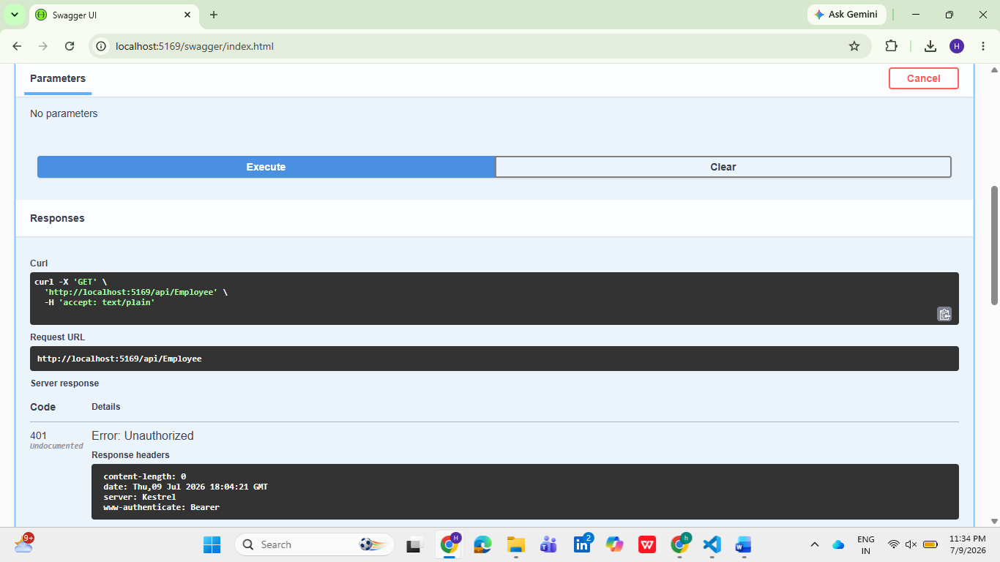 Swagger UI
Ask Gemini
localhost:5169/swagger/index.html
H
Parameters
Cancel
No parameters
Execute
Clear
Responses
Curl
curl -X 'GET' \
'http://localhost:5169/api/Employee' \
-H 'accept: text/plain'
Request URL
http://localhost:5169/api/Employee
Server response
Code
Details
401
Undocumented
Error: Unauthorized
Response headers
content-length: 0
date: Thu,09 Jul 2026 18:04:21 GMT
server: Kestrel
www-authenticate: Bearer
9+
Search
H
2
h
ENG
IN
11:34 PM
7/9/2026